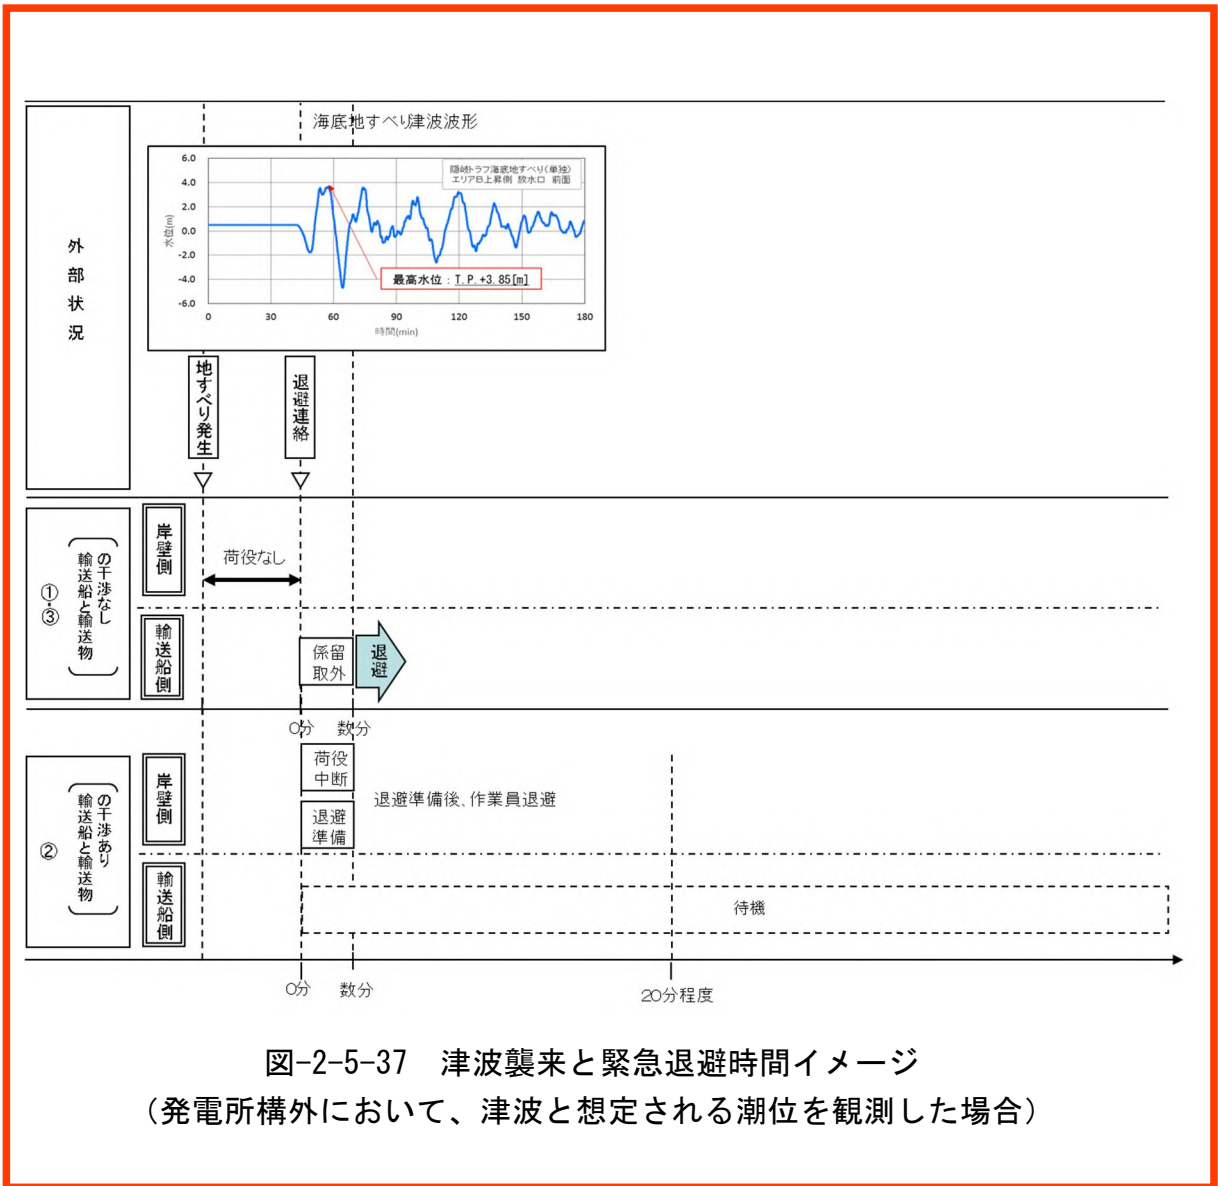 海底地すべり津波波形
隠岐トラフ海底地すべり(単独)
エリアB上昇側 放水口 前面
6.0
4.0
2.0
0.0
-2.0
-4.0
-6.0
水位(m)
最高水位：T.P.+3.85[m]
0
30
60
90
120
150
180
時間(min)
外部状況
地すべり発生
退避連絡
①・③
輸送船と輸送物
の干渉なし
岸壁側
荷役なし
輸送船側
係留
取外
退避
0分
数分
②
輸送船と輸送物
の干渉あり
岸壁側
荷役
中断
退避
準備
退避準備後、作業員退避
輸送船側
待機
0分
数分
20分程度
図-2-5-37　津波襲来と緊急退避時間イメージ
（発電所構外において、津波と想定される潮位を観測した場合）